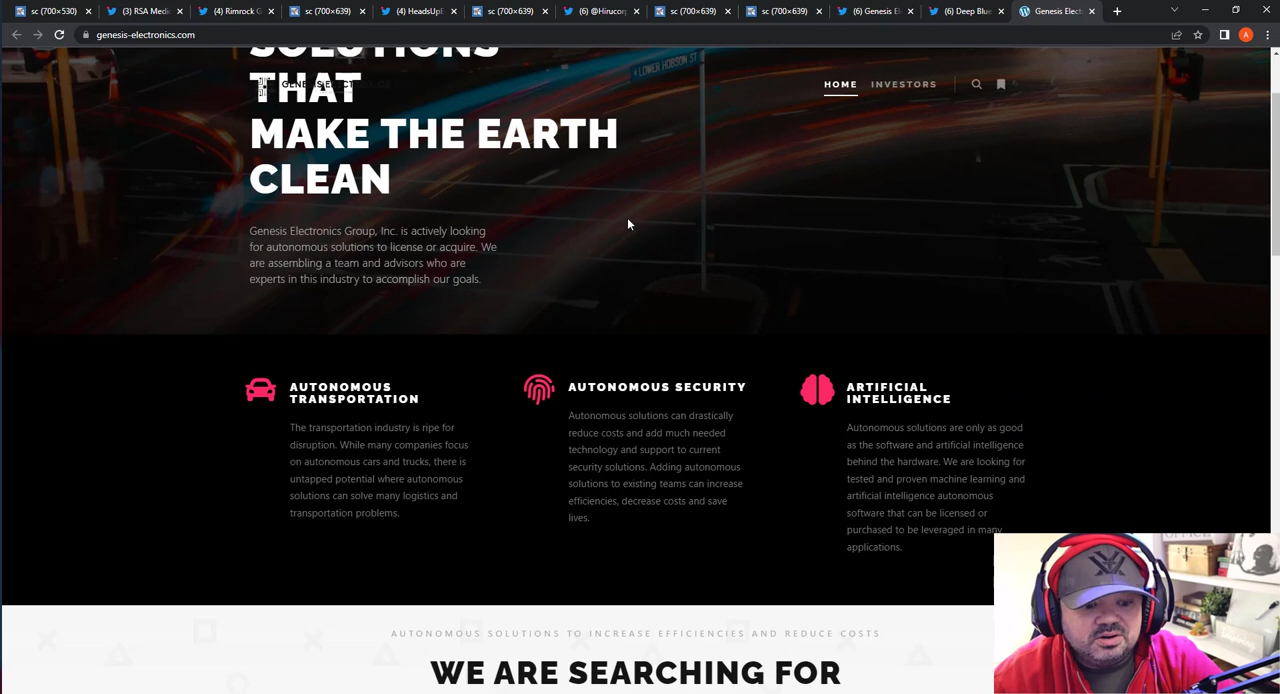 sc (700×530)
(3) RSA Medi
(4) Rimrock G
sc (700×639)
(4) HeadsUpE
sc (700×639)
(6) @Hirucorp
sc (700×639)
sc (700×639)
(6) Genesis El
(6) Deep Blue
Genesis Elect
genesis-electronics.com
A
SOLUTIONS
THAT
MAKE THE EARTH
CLEAN
LOWER HOBSON ST
HOME
INVESTORS
Genesis Electronics Group, Inc. is actively looking
for autonomous solutions to license or acquire. We
are assembling a team and advisors who are
experts in this industry to accomplish our goals.
AUTONOMOUS
TRANSPORTATION
The transportation industry is ripe for
disruption. While many companies focus
on autonomous cars and trucks, there is
untapped potential where autonomous
solutions can solve many logistics and
transportation problems.
AUTONOMOUS SECURITY
Autonomous solutions can drastically
reduce costs and add much needed
technology and support to current
security solutions. Adding autonomous
solutions to existing teams can increase
efficiencies, decrease costs and save
lives.
ARTIFICIAL
INTELLIGENCE
Autonomous solutions are only as good
as the software and artificial intelligence
behind the hardware. We are looking for
tested and proven machine learning and
artificial intelligence autonomous
software that can be licensed or
purchased to be leveraged in many
applications.
AUTONOMOUS SOLUTIONS TO INCREASE EFFICIENCIES AND REDUCE COSTS
WE ARE SEARCHING FOR